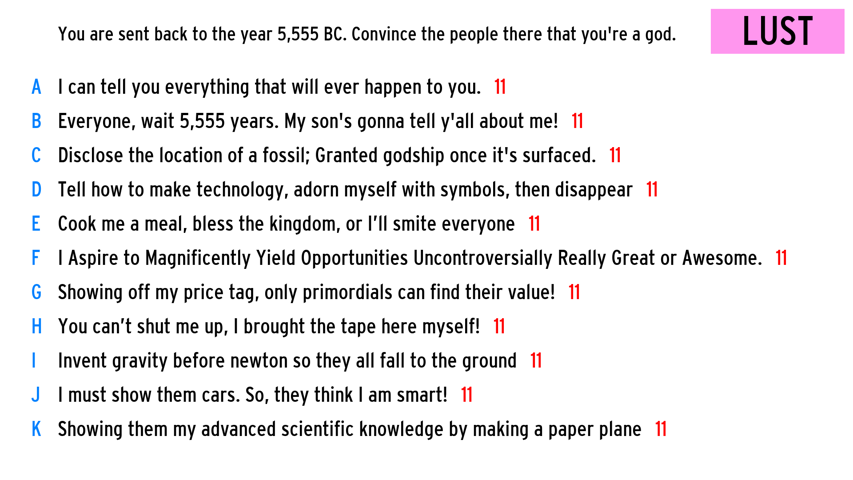 You are sent back to the year 5,555 BC. Convince the people there that you're a god.
LUST
A I can tell you everything that will ever happen to you. 11
B Everyone, wait 5,555 years. My son's gonna tell y'all about me! 11
C Disclose the location of a fossil; Granted godship once it's surfaced. 11
D Tell how to make technology, adorn myself with symbols, then disappear 11
E Cook me a meal, bless the kingdom, or I’ll smite everyone 11
F I Aspire to Magnificently Yield Opportunities Uncontroversially Really Great or Awesome. 11
G Showing off my price tag, only primordials can find their value! 11
H You can’t shut me up, I brought the tape here myself! 11
I Invent gravity before newton so they all fall to the ground 11
J I must show them cars. So, they think I am smart! 11
K Showing them my advanced scientific knowledge by making a paper plane 11